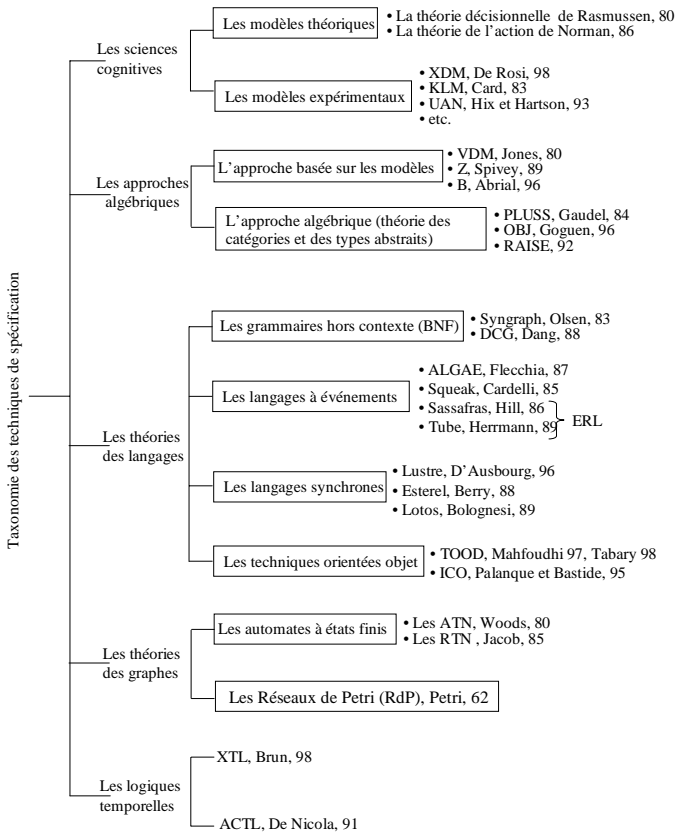 Taxonomie des techniques de spécification
Les sciences
cognitives
Les modèles théoriques
• La théorie décisionnelle de Rasmussen, 80
• La théorie de l'action de Norman, 86
Les modèles expérimentaux
• XDM, De Rosi, 98
• KLM, Card, 83
• UAN, Hix et Hartson, 93
• etc.
Les approches
algébriques
L'approche basée sur les modèles
• VDM, Jones, 80
• Z, Spivey, 89
• B, Abrial, 96
L'approche algébrique (théorie des
catégories et des types abstraits)
• PLUSS, Gaudel, 84
• OBJ, Goguen, 96
• RAISE, 92
Les théories
des langages
Les grammaires hors contexte (BNF)
• Syngraph, Olsen, 83
• DCG, Dang, 88
Les langages à événements
• ALGAE, Flecchia, 87
• Squeak, Cardelli, 85
• Sassafras, Hill, 86
• Tube, Herrmann, 89
ERL
Les langages synchrones
• Lustre, D'Ausbourg, 96
• Esterel, Berry, 88
• Lotos, Bolognesi, 89
Les techniques orientées objet
• TOOD, Mahfoudhi 97, Tabary 98
• ICO, Palanque et Bastide, 95
Les théories
des graphes
Les automates à états finis
• Les ATN, Woods, 80
• Les RTN , Jacob, 85
Les Réseaux de Petri (RdP), Petri, 62
Les logiques
temporelles
XTL, Brun, 98
ACTL, De Nicola, 91